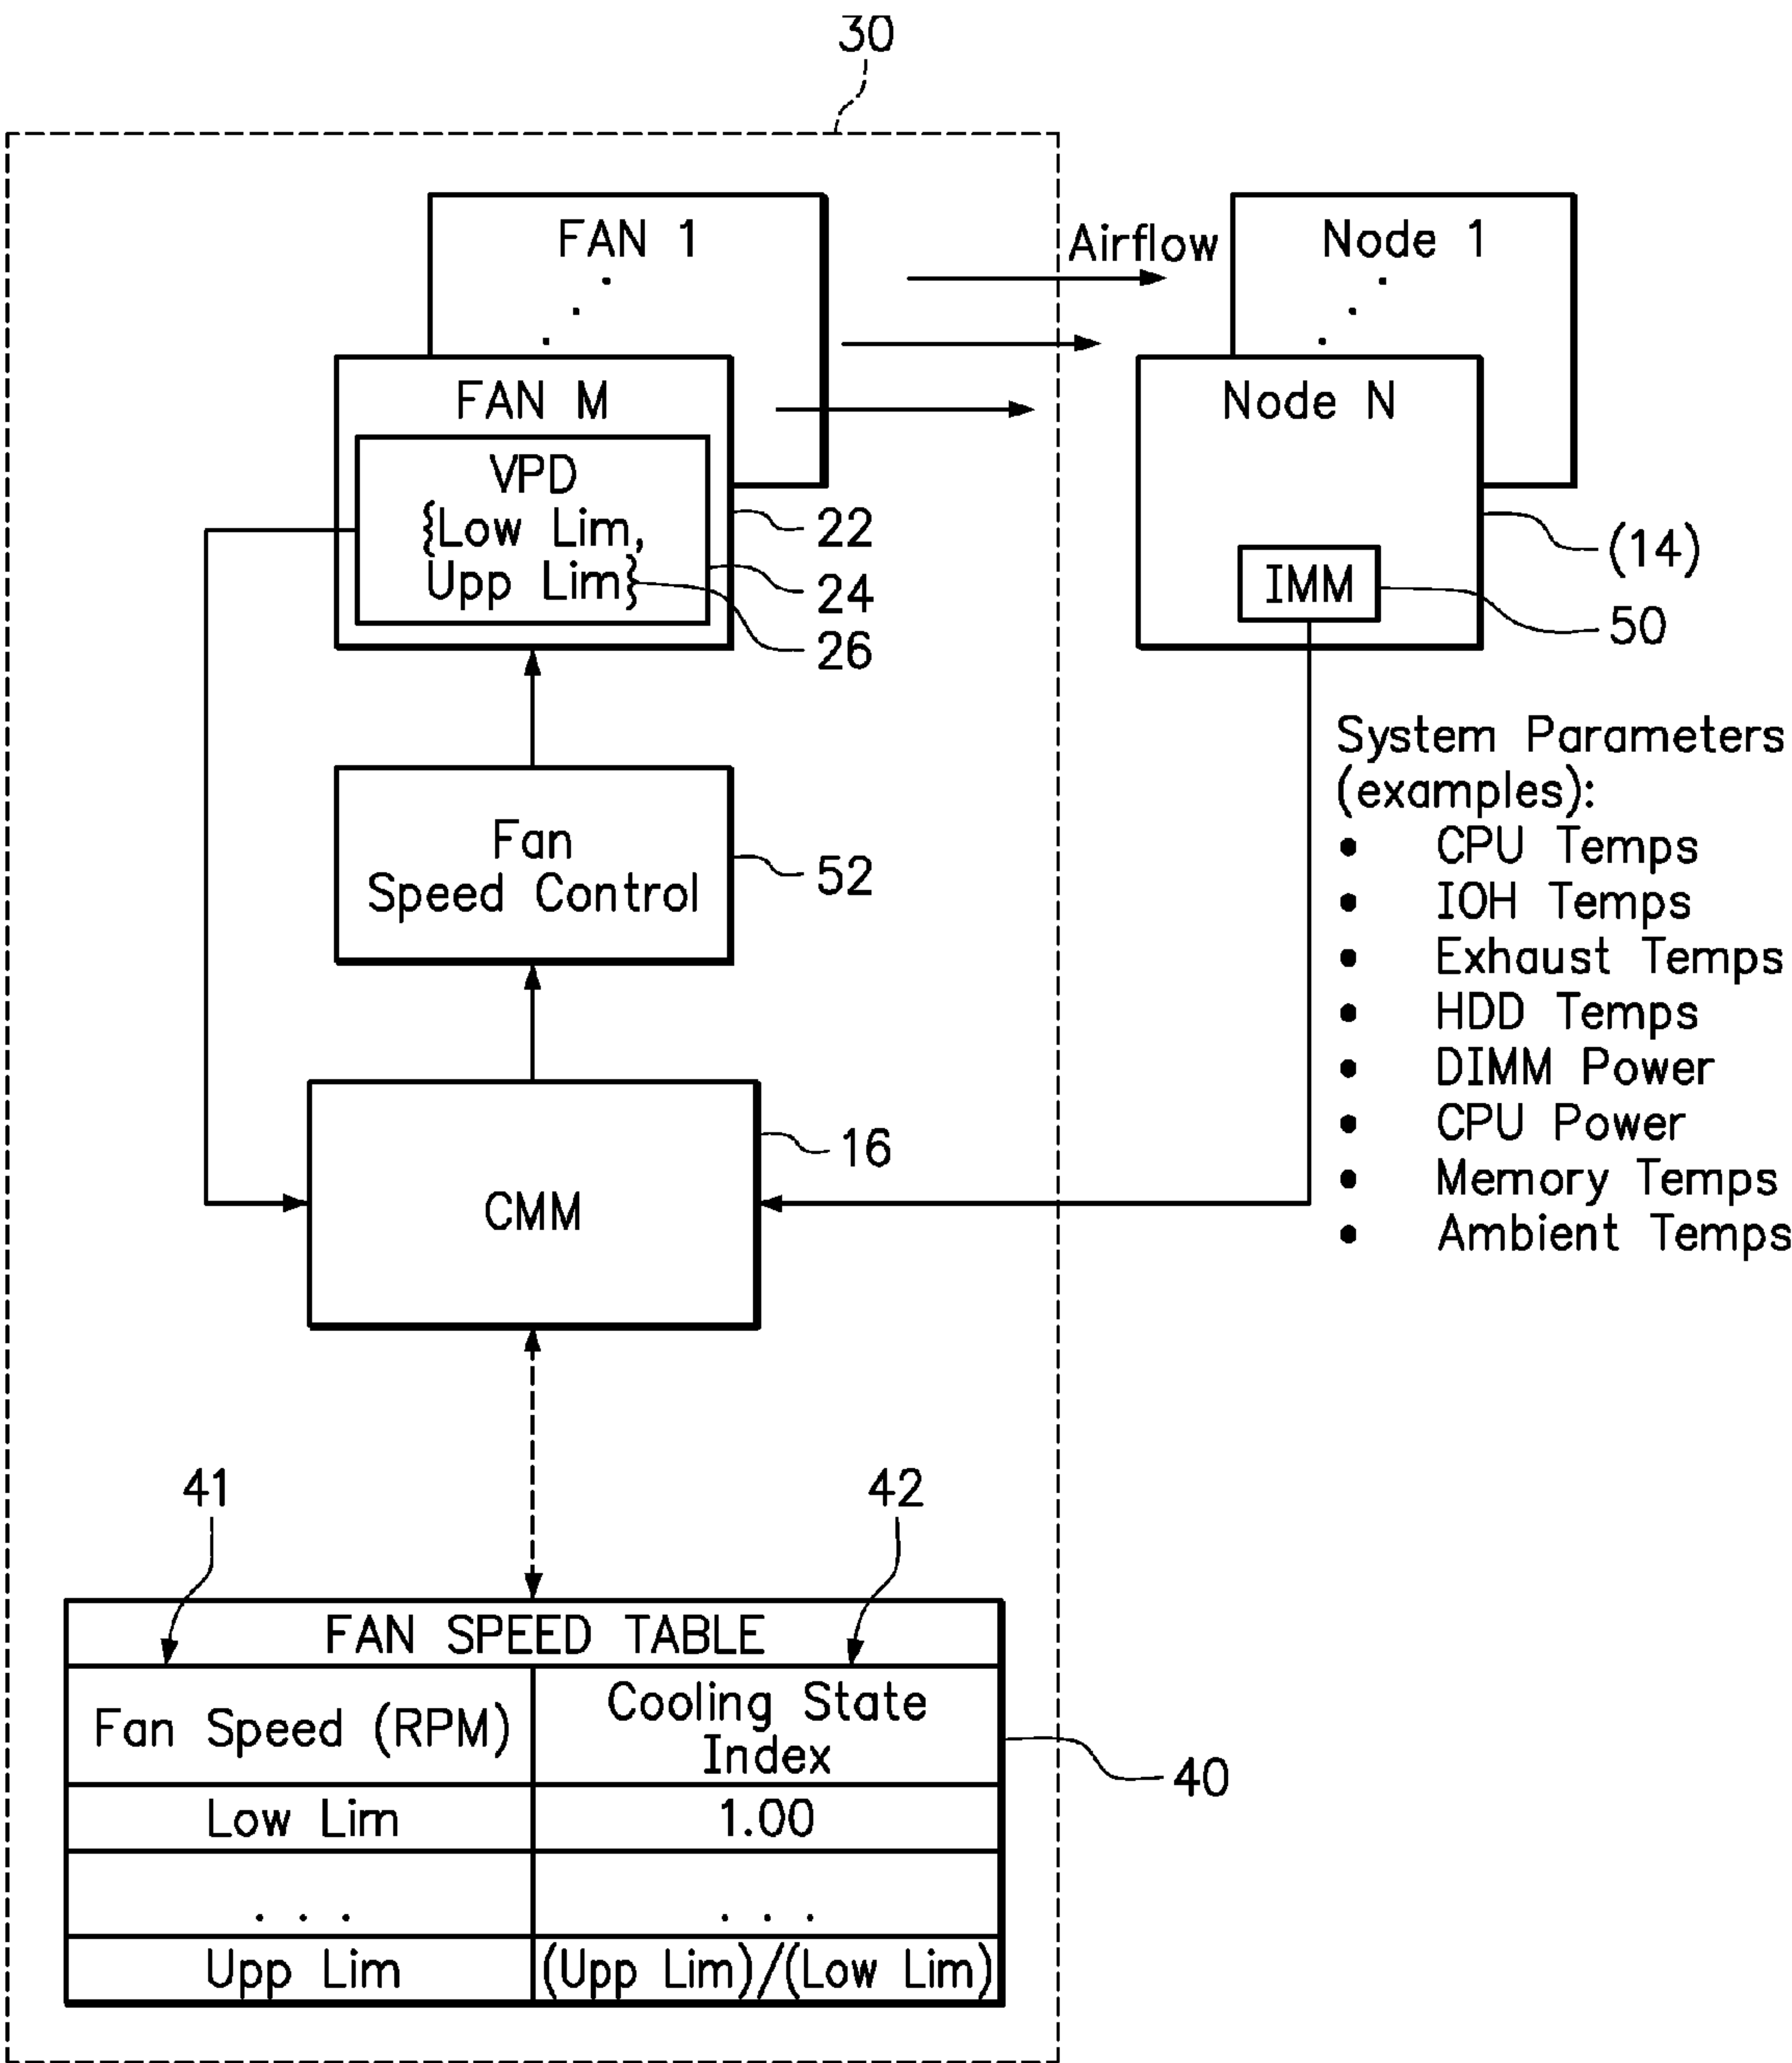 30
FAN 1
. . .
Airflow
Node 1
. . .
FAN M
Node N
VPD
{Low Lim,
Upp Lim}
22
24
26
IMM
(14)
50
Fan
Speed Control
52
System Parameters
(examples):
• CPU Temps
• IOH Temps
• Exhaust Temps
• HDD Temps
• DIMM Power
• CPU Power
• Memory Temps
• Ambient Temps
CMM
16
41
42
FAN SPEED TABLE
Fan Speed (RPM)
Cooling State
Index
40
Low Lim
1.00
. . .
. . .
Upp Lim
(Upp Lim)/(Low Lim)